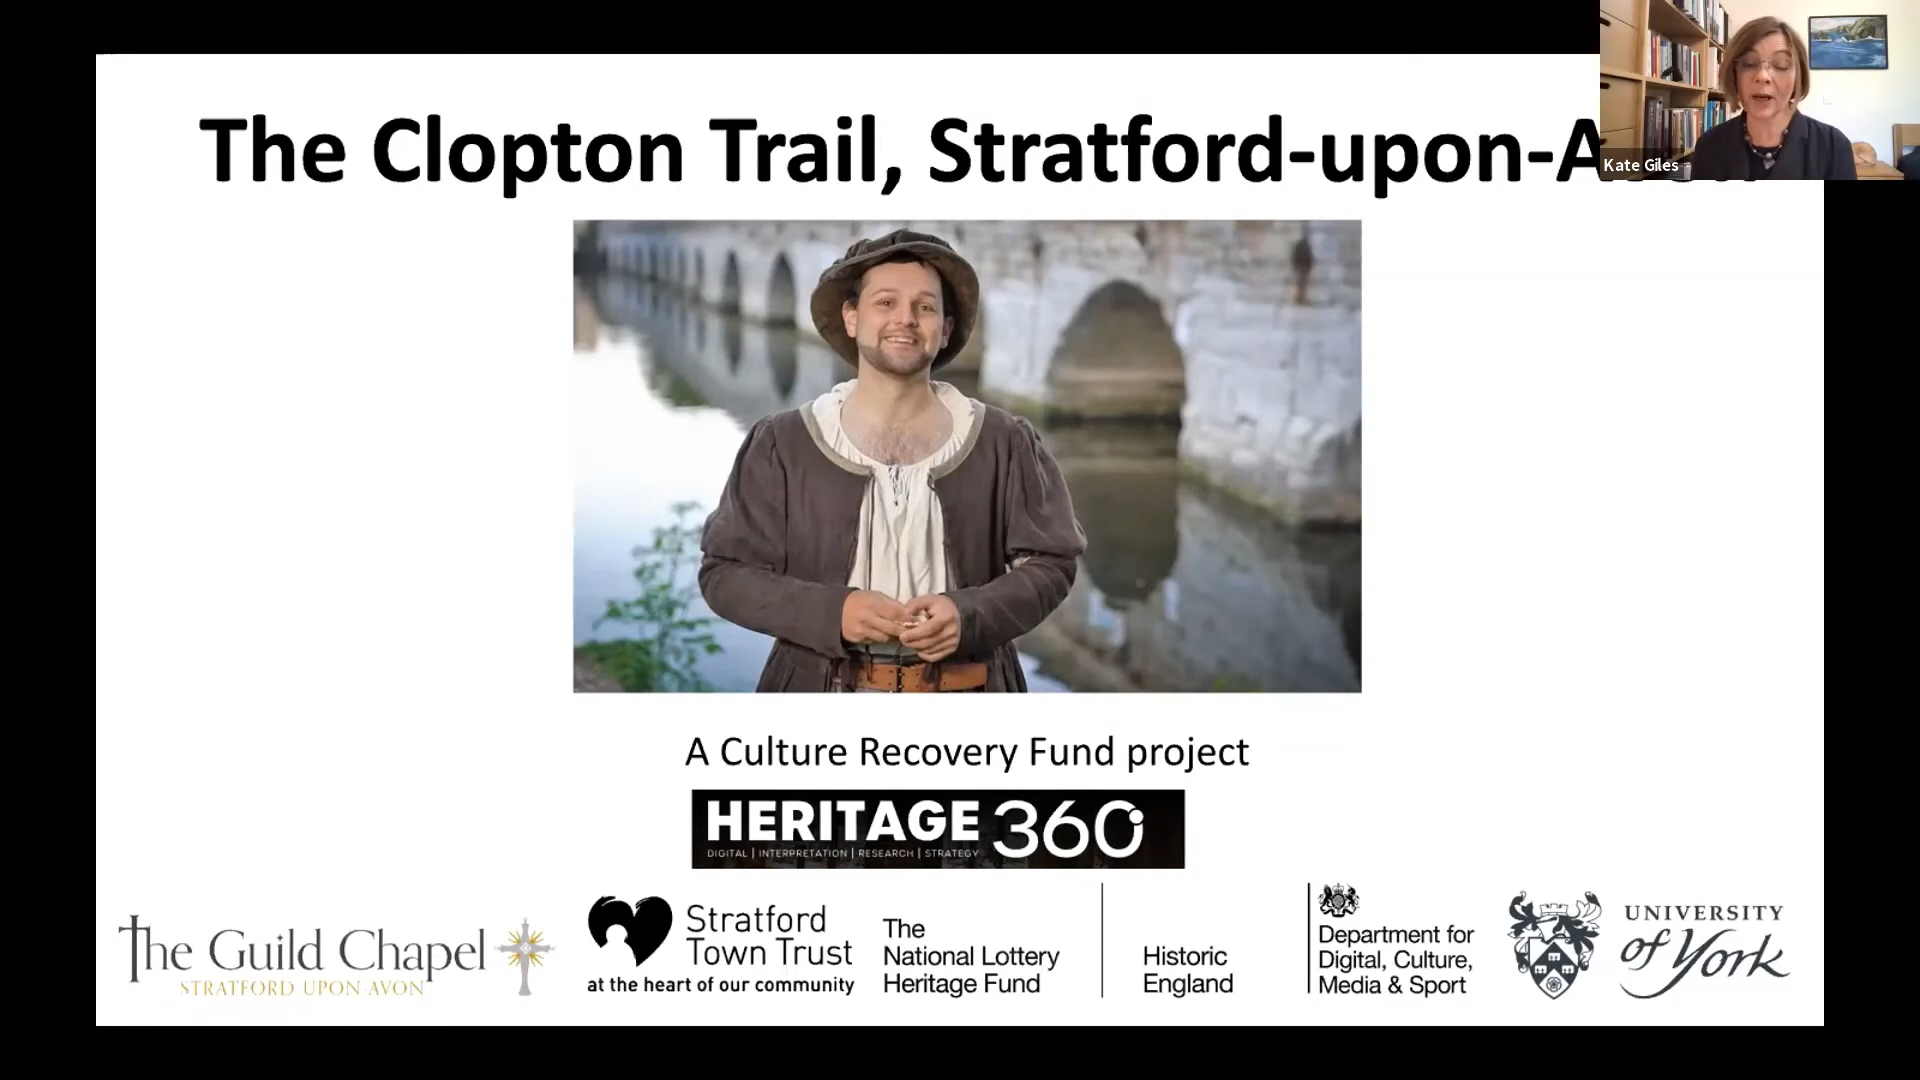 The Clopton Trail, Stratford-upon-A
Kate Giles
A Culture Recovery Fund project
HERITAGE 360
DIGITAL | INTERPRETATION | RESEARCH | STRATEGY
The Guild Chapel
STRATFORD UPON-AVON
Stratford
Town Trust
at the heart of our community
The
National Lottery
Heritage Fund
Historic
England
Department for
Digital, Culture,
Media & Sport
UNIVERSITY
of York